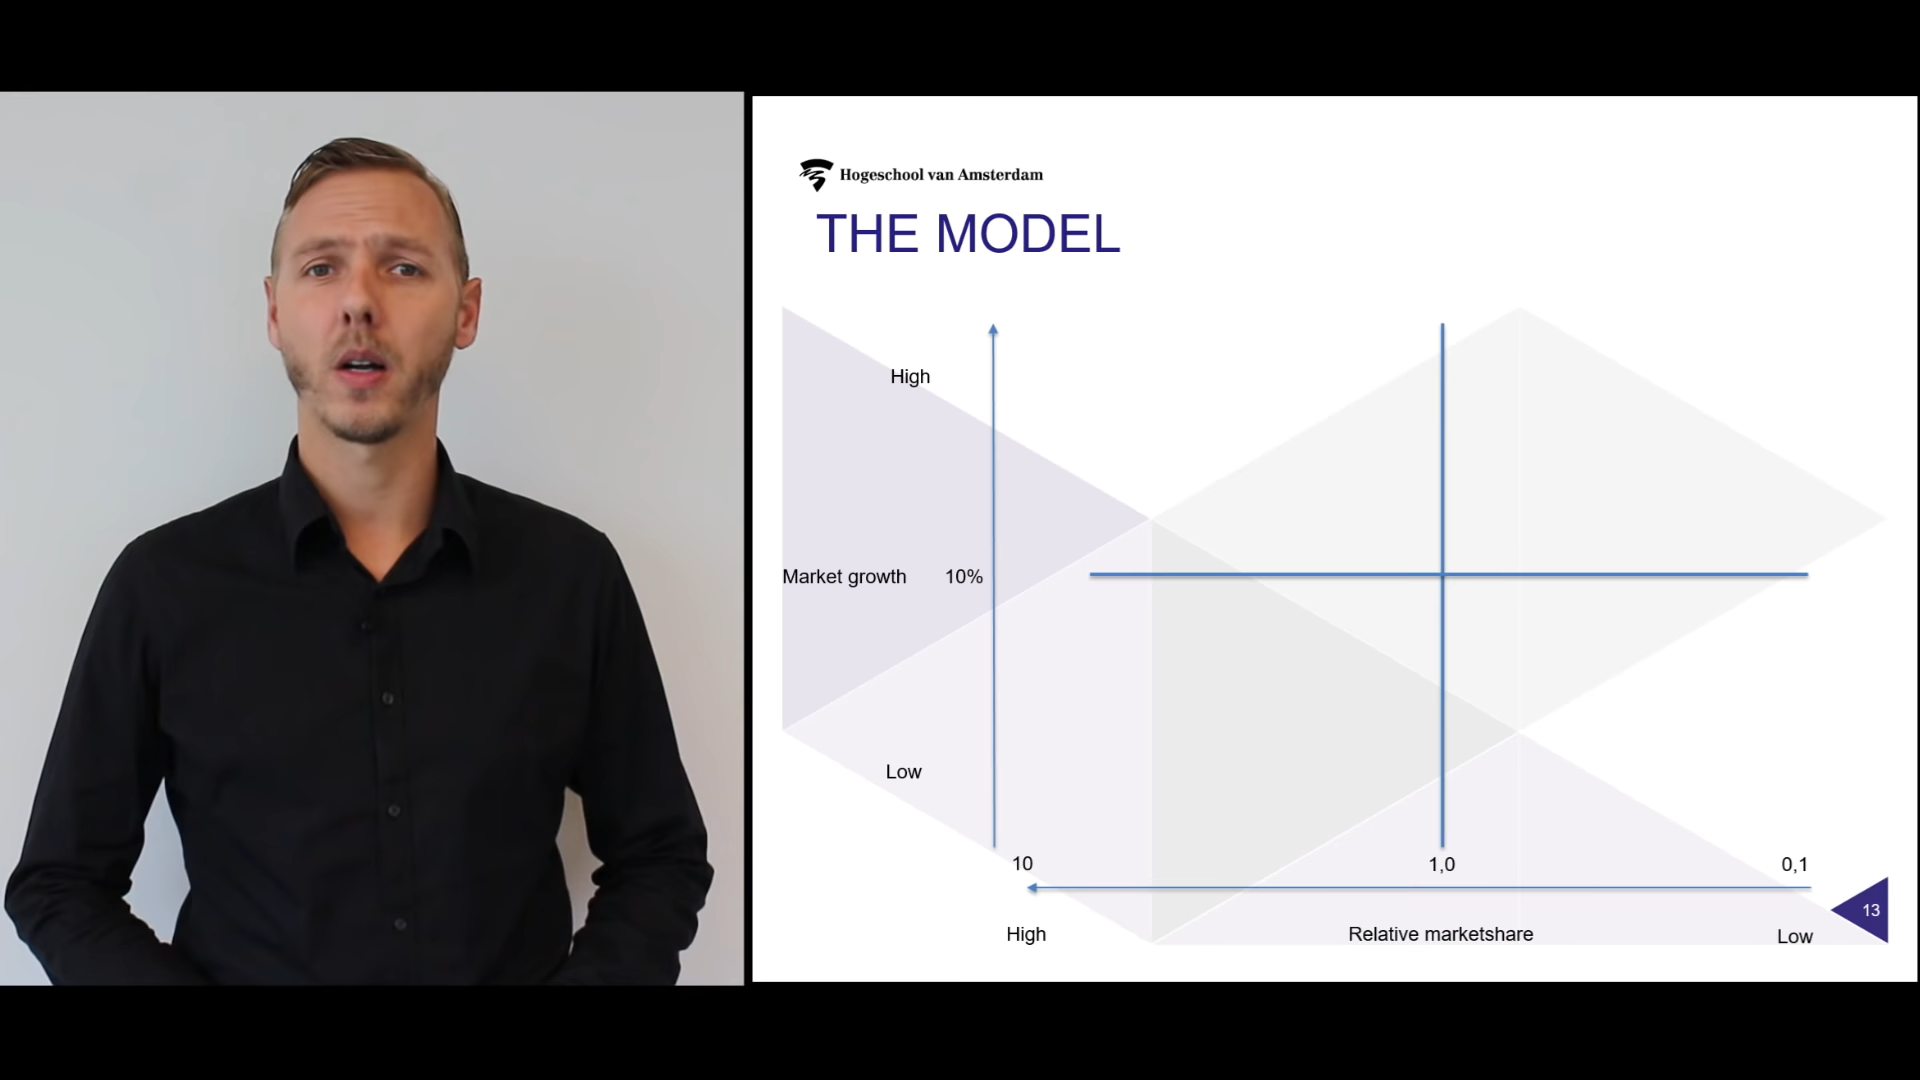 Hogeschool van Amsterdam
THE MODEL
High
Market growth 10%
Low
10 1,0 0,1
High Relative marketshare Low
13